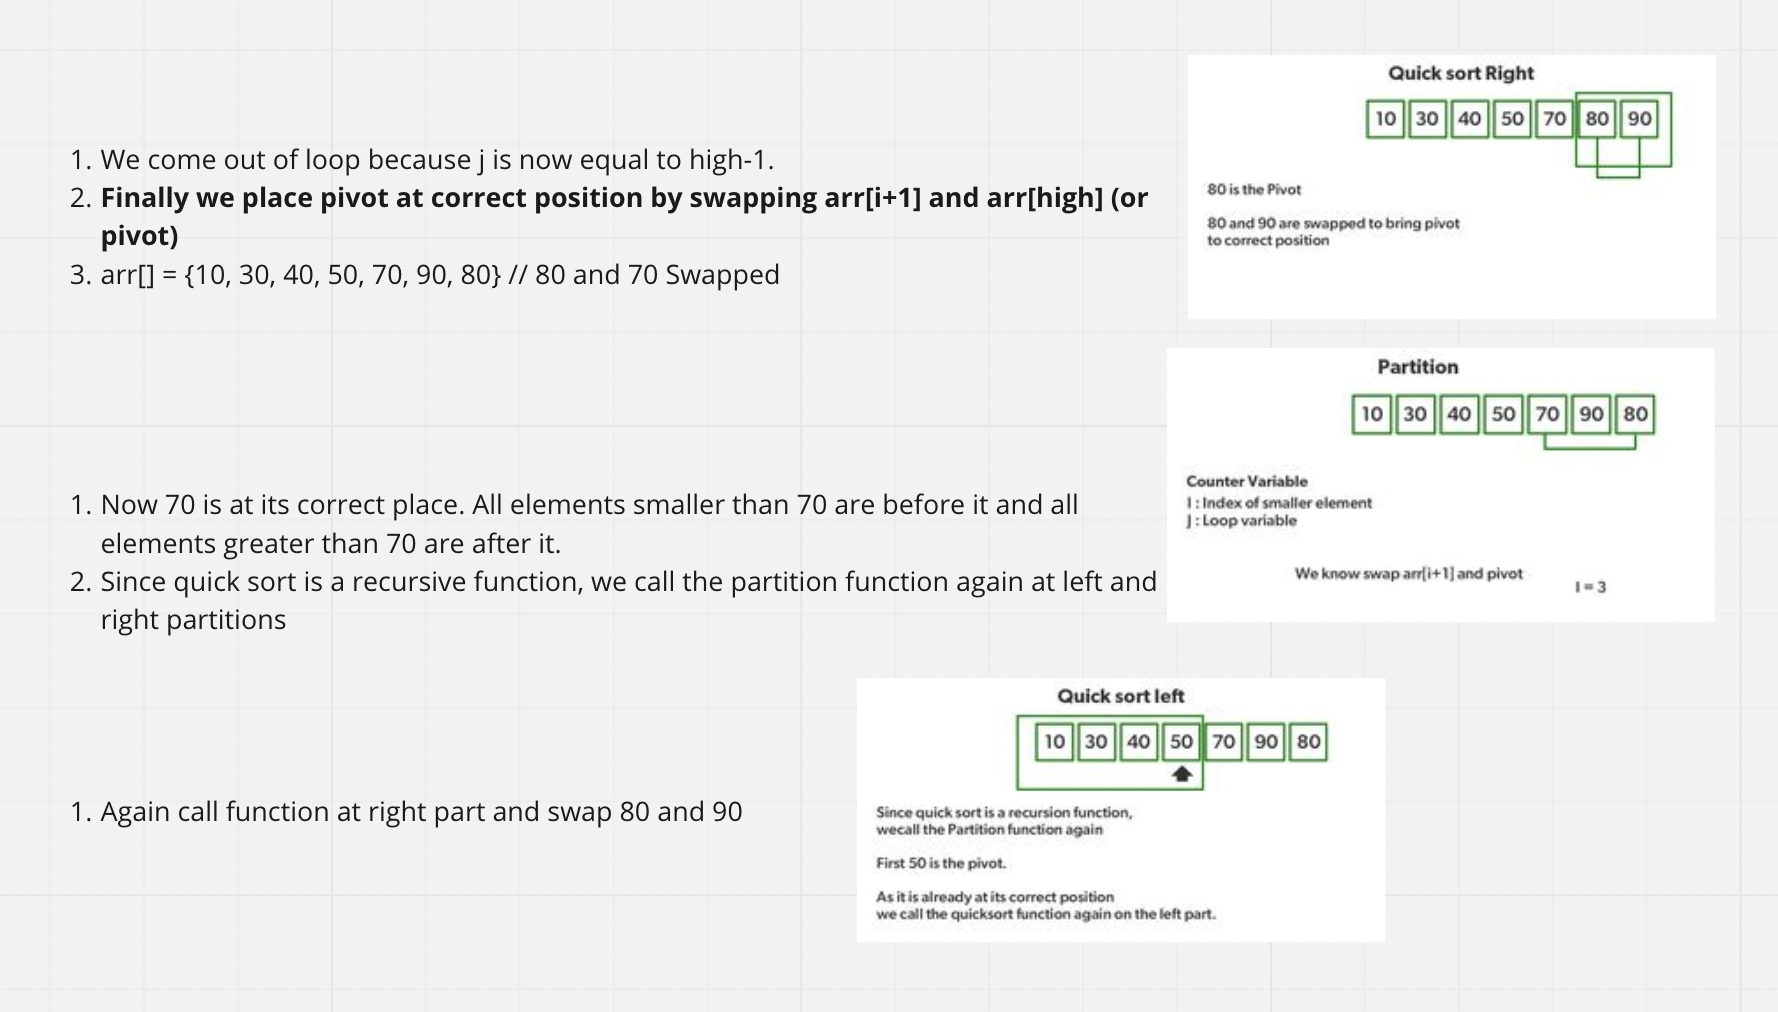 1. We come out of loop because j is now equal to high-1.
2. Finally we place pivot at correct position by swapping arr[i+1] and arr[high] (or
pivot)
3. arr[] = {10, 30, 40, 50, 70, 90, 80} // 80 and 70 Swapped
Quick sort Right
10 30 40 50 70 80 90
80 is the Pivot
80 and 90 are swapped to bring pivot
to correct position
1. Now 70 is at its correct place. All elements smaller than 70 are before it and all
elements greater than 70 are after it.
2. Since quick sort is a recursive function, we call the partition function again at left and
right partitions
Partition
10 30 40 50 70 90 80
Counter Variable
I : Index of smaller element
J : Loop variable
We know swap arr[i+1] and pivot
I = 3
1. Again call function at right part and swap 80 and 90
Quick sort left
10 30 40 50 70 90 80
Since quick sort is a recursion function,
wecall the Partition function again
First 50 is the pivot.
As it is already at its correct position
we call the quicksort function again on the left part.